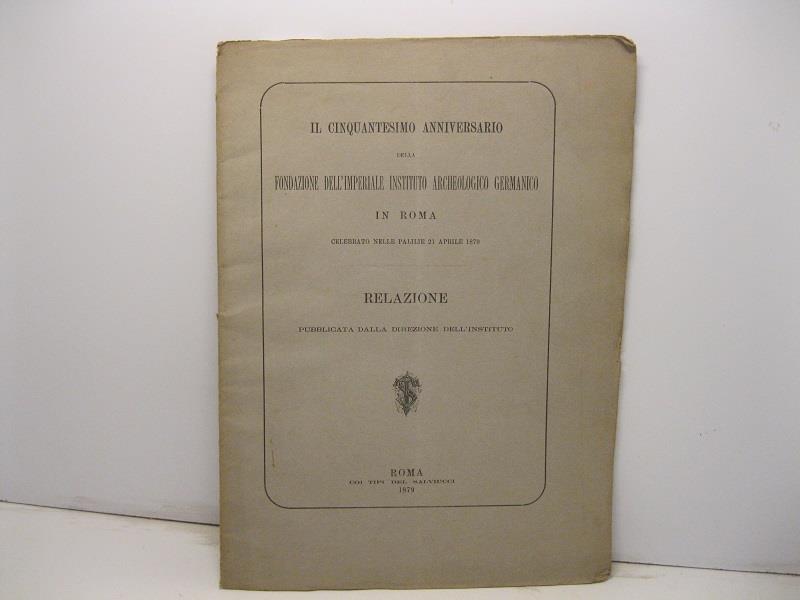 IL CINQUANTESIMO ANNIVERSARIO
DELLA
FONDAZIONE DELL'IMPERIALE INSTITUTO ARCHEOLOGICO GERMANICO
IN ROMA
CELEBRATO NELLE PALILIE 21 APRILE 1879
RELAZIONE
PUBBLICATA DALLA DIREZIONE DELL'INSTITUTO
ROMA
COI TIPI DEL SALVIUCCI
1879